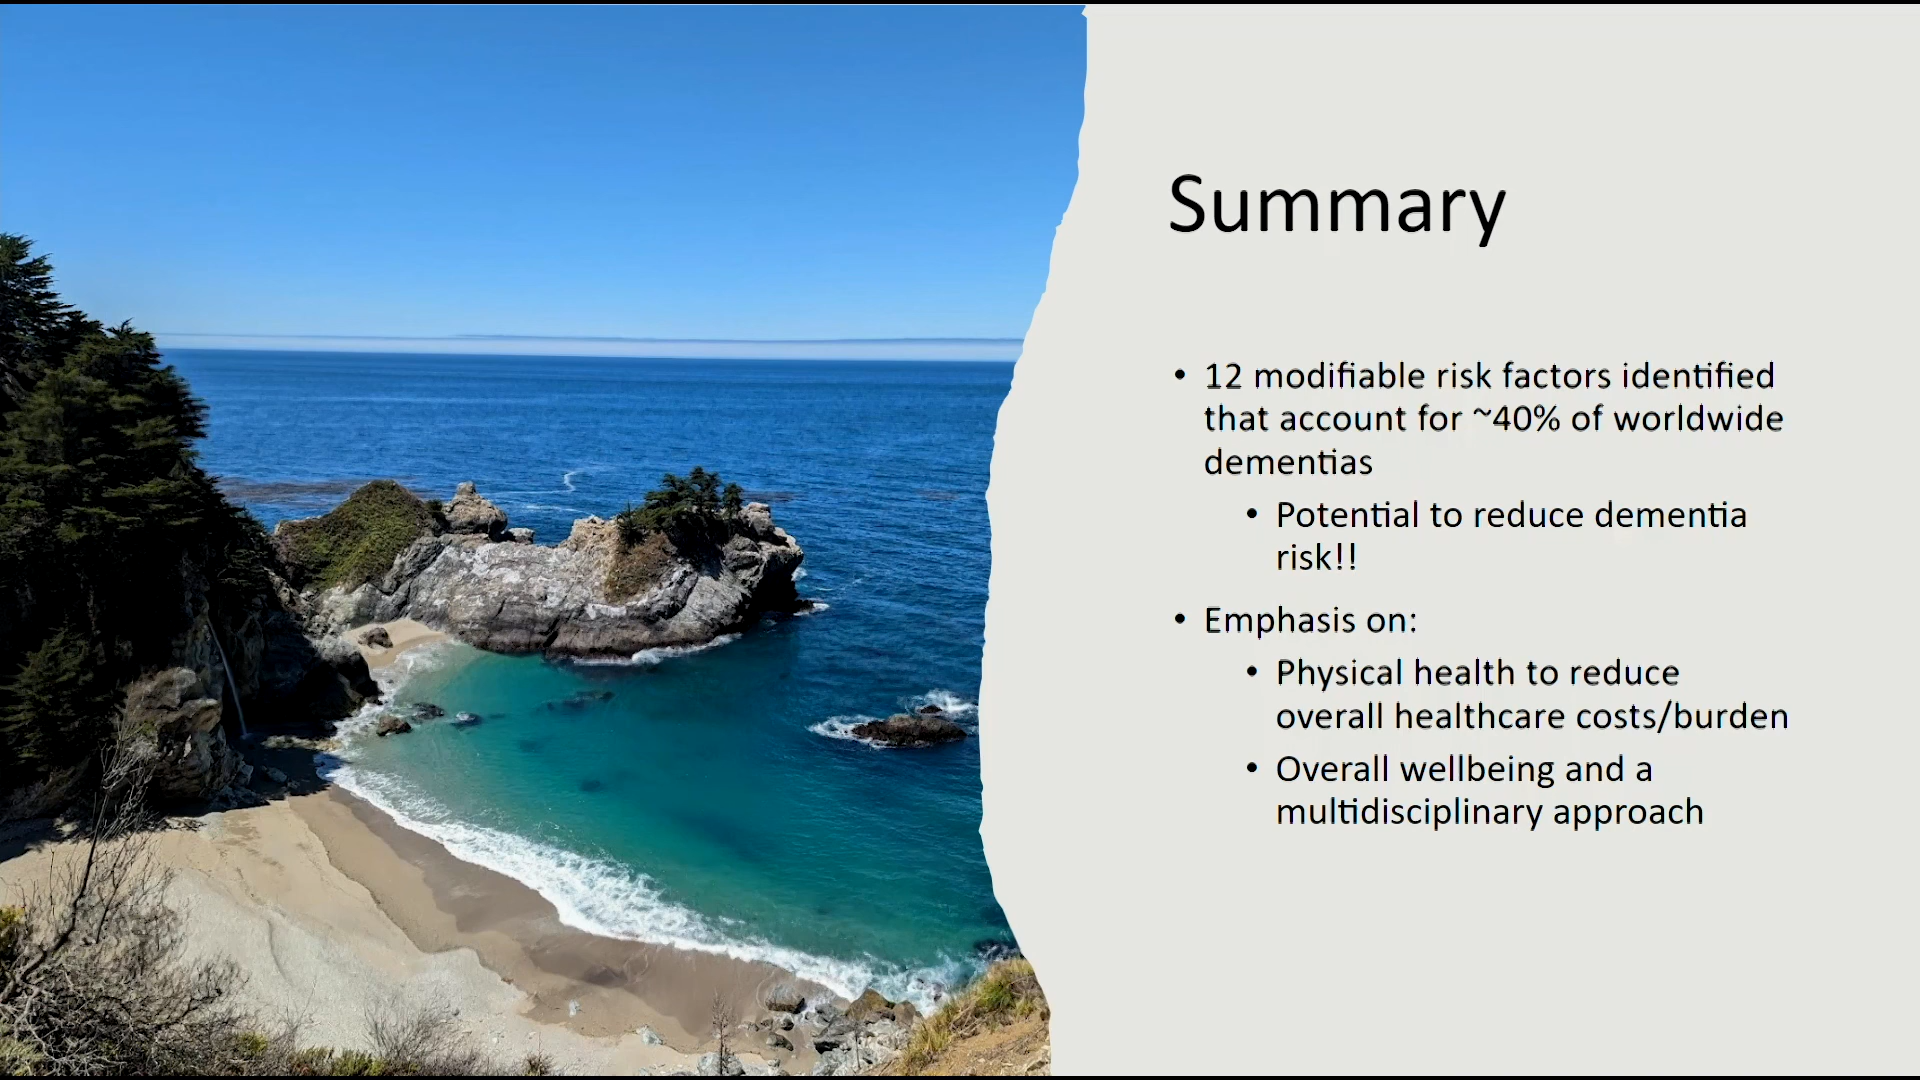 Summary
• 12 modifiable risk factors identified
that account for ~40% of worldwide
dementias
• Potential to reduce dementia
risk!!
• Emphasis on:
• Physical health to reduce
overall healthcare costs/burden
• Overall wellbeing and a
multidisciplinary approach